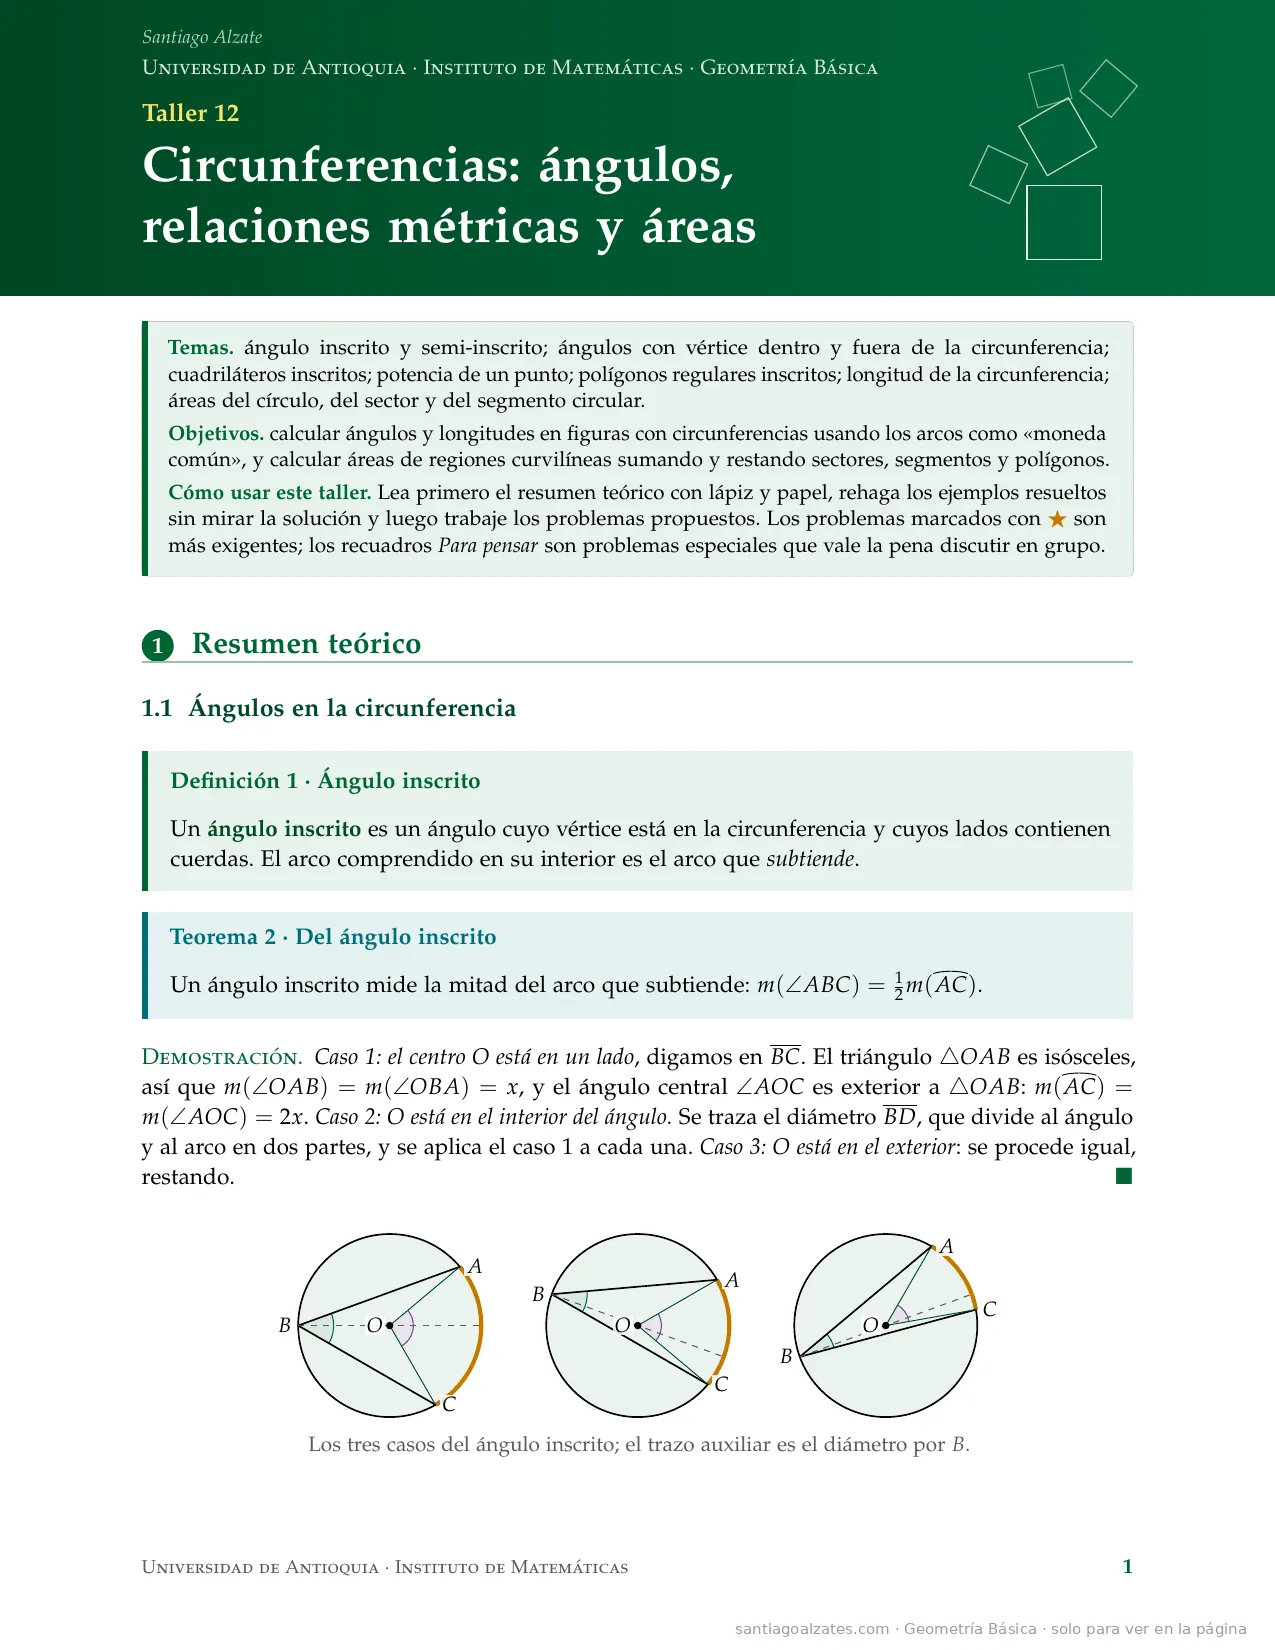 Santiago Alzate
Universidad de Antioquia · Instituto de Matemáticas · Geometría Básica
Taller 12
Circunferencias: ángulos,
relaciones métricas y áreas
Temas. ángulo inscrito y semi-inscrito; ángulos con vértice dentro y fuera de la circunferencia;
cuadriláteros inscritos; potencia de un punto; polígonos regulares inscritos; longitud de la circunferencia;
áreas del círculo, del sector y del segmento circular.
Objetivos. calcular ángulos y longitudes en figuras con circunferencias usando los arcos como «moneda
común», y calcular áreas de regiones curvilíneas sumando y restando sectores, segmentos y polígonos.
Cómo usar este taller. Lea primero el resumen teórico con lápiz y papel, rehaga los ejemplos resueltos
sin mirar la solución y luego trabaje los problemas propuestos. Los problemas marcados con ★ son
más exigentes; los recuadros Para pensar son problemas especiales que vale la pena discutir en grupo.
1 Resumen teórico
1.1 Ángulos en la circunferencia
Definición 1 · Ángulo inscrito
Un ángulo inscrito es un ángulo cuyo vértice está en la circunferencia y cuyos lados contienen
cuerdas. El arco comprendido en su interior es el arco que subtiende.
Teorema 2 · Del ángulo inscrito
Un ángulo inscrito mide la mitad del arco que subtiende: m(∠ABC) = ½m(A͡C).
Demostración. Caso 1: el centro O está en un lado, digamos en B̅C̅. El triángulo △OAB es isósceles,
así que m(∠OAB) = m(∠OBA) = x, y el ángulo central ∠AOC es exterior a △OAB: m(A͡C) =
m(∠AOC) = 2x. Caso 2: O está en el interior del ángulo. Se traza el diámetro B̅D̅, que divide al ángulo
y al arco en dos partes, y se aplica el caso 1 a cada una. Caso 3: O está en el exterior: se procede igual,
restando. ■
A
B
O
C
A
B
O
C
A
C
O
B
Los tres casos del ángulo inscrito; el trazo auxiliar es el diámetro por B.
Universidad de Antioquia · Instituto de Matemáticas
1
santiagoalzates.com · Geometría Básica · solo para ver en la página